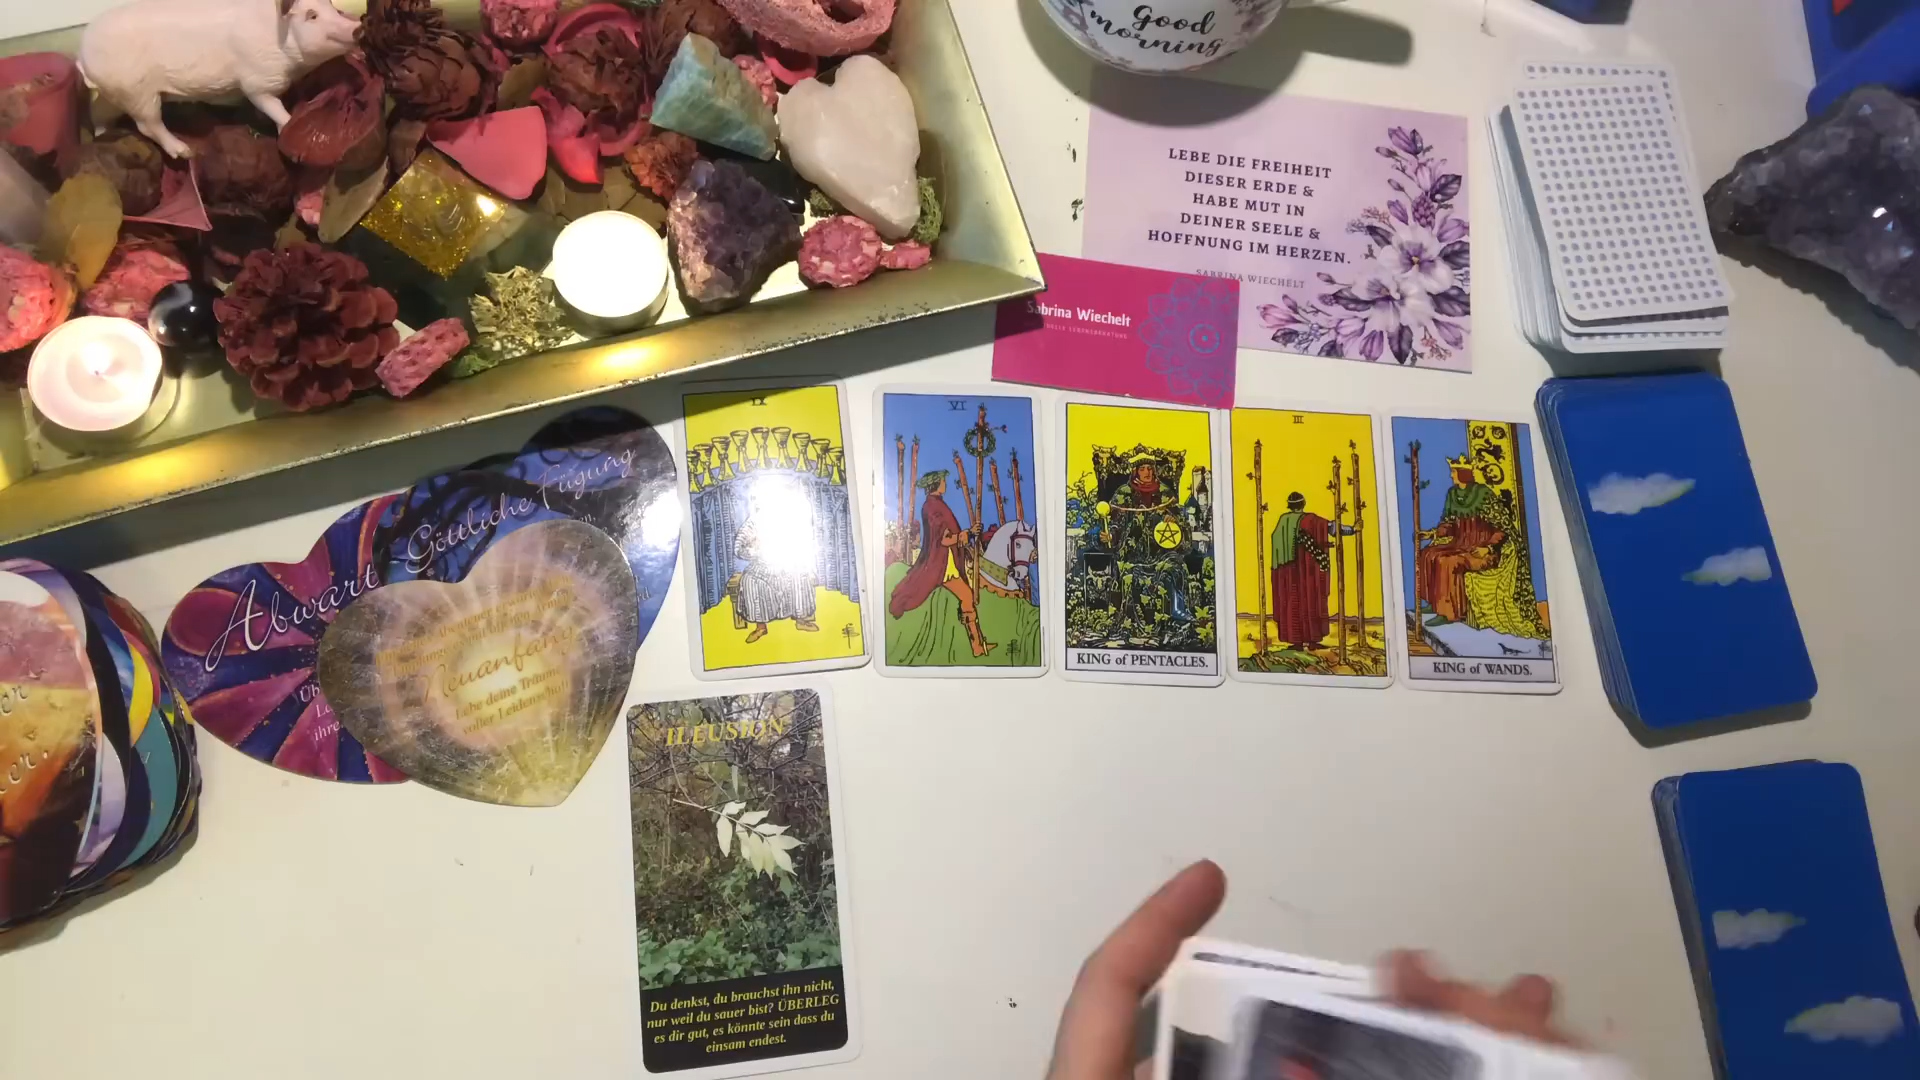 Good
morning
LEBE DIE FREIHEIT
DIESER ERDE &
HABE MUT IN
DEINER SEELE &
HOFFNUNG IM HERZEN.
SABRINA WIECHELT
Sabrina Wiechelt
IX
VI
KING of PENTACLES.
III
KING of WANDS.
Göttliche Fügung
Abwart
Neuanfang
Lebe deine Träume
voller Leidenschaft
ILLUSION
Du denkst, du brauchst ihn nicht,
nur weil du sauer bist? ÜBERLEG
es dir gut, es könnte sein dass du
einsam endest.